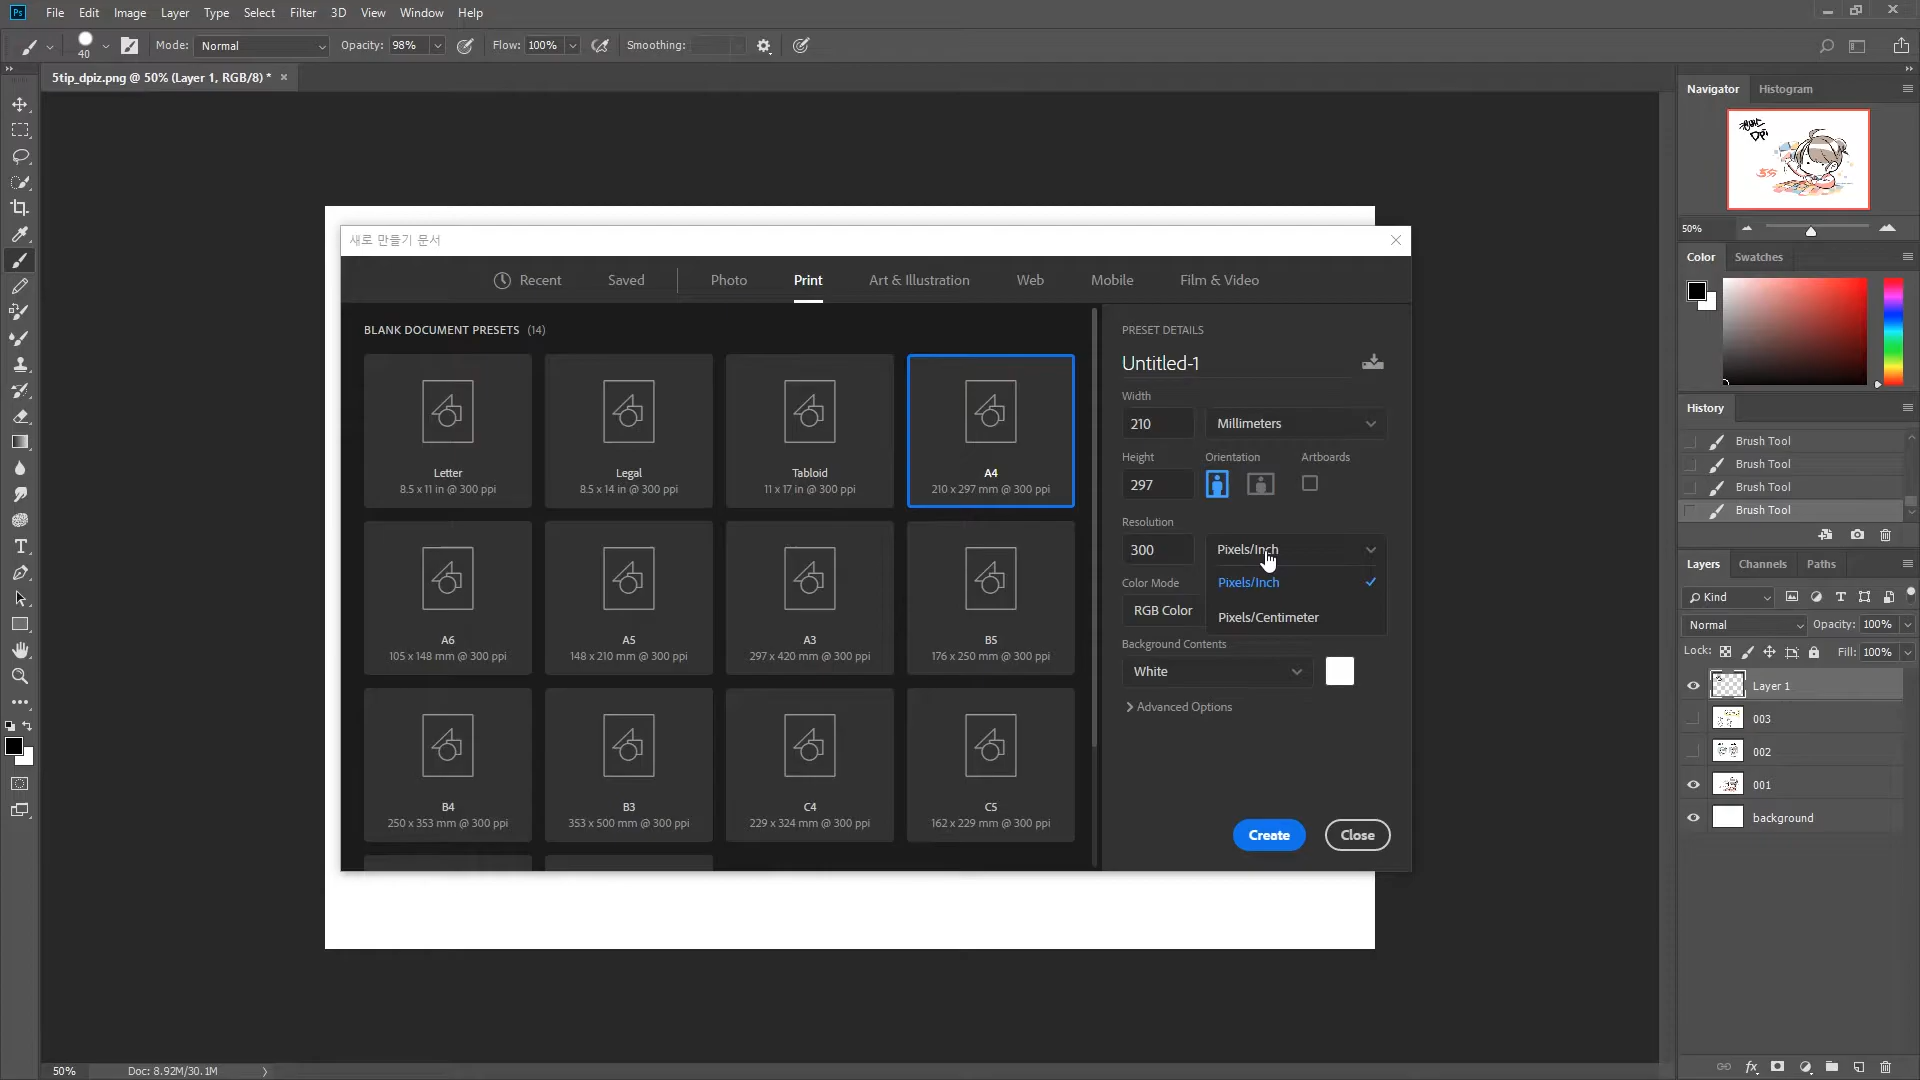 Ps File Edit Image Layer Type Select Filter 3D View Window Help
40 Mode: Normal Opacity: 98% Flow: 100% Smoothing:
5tip_dpiz.png @ 50% (Layer 1, RGB/8) *
Navigator Histogram
DPI
50%
Color Swatches
History
Brush Tool
Brush Tool
Brush Tool
Brush Tool
Layers Channels Paths
Kind
Normal Opacity: 100%
Lock: Fill: 100%
Layer 1
003
002
001
background
새로 만들기 문서
Recent Saved Photo Print Art & Illustration Web Mobile Film & Video
BLANK DOCUMENT PRESETS (14)
Letter
8.5 x 11 in @ 300 ppi
Legal
8.5 x 14 in @ 300 ppi
Tabloid
11 x 17 in @ 300 ppi
A4
210 x 297 mm @ 300 ppi
A6
105 x 148 mm @ 300 ppi
A5
148 x 210 mm @ 300 ppi
A3
297 x 420 mm @ 300 ppi
B5
176 x 250 mm @ 300 ppi
B4
250 x 353 mm @ 300 ppi
B3
353 x 500 mm @ 300 ppi
C4
229 x 324 mm @ 300 ppi
C5
162 x 229 mm @ 300 ppi
PRESET DETAILS
Untitled-1
Width
210 Millimeters
Height Orientation Artboards
297
Resolution
300 Pixels/Inch
Pixels/Inch
Pixels/Centimeter
Color Mode
RGB Color
Background Contents
White
Advanced Options
Create Close
50% Doc: 8.92M/30.1M